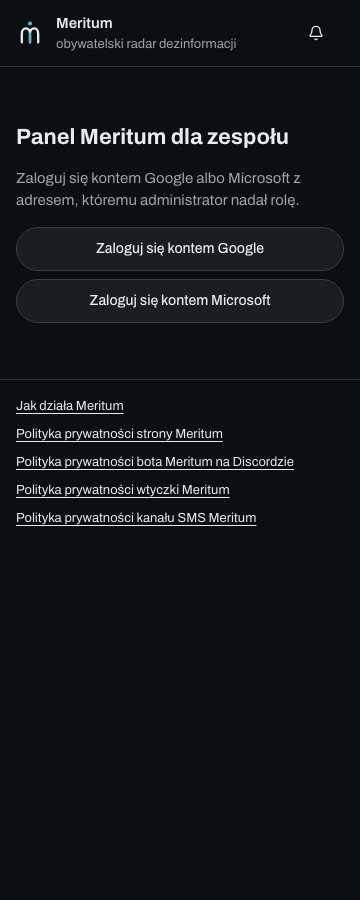 Meritum
obywatelski radar dezinformacji
Panel Meritum dla zespołu
Zaloguj się kontem Google albo Microsoft z
adresem, któremu administrator nadał rolę.
Zaloguj się kontem Google
Zaloguj się kontem Microsoft
Jak działa Meritum
Polityka prywatności strony Meritum
Polityka prywatności bota Meritum na Discordzie
Polityka prywatności wtyczki Meritum
Polityka prywatności kanału SMS Meritum